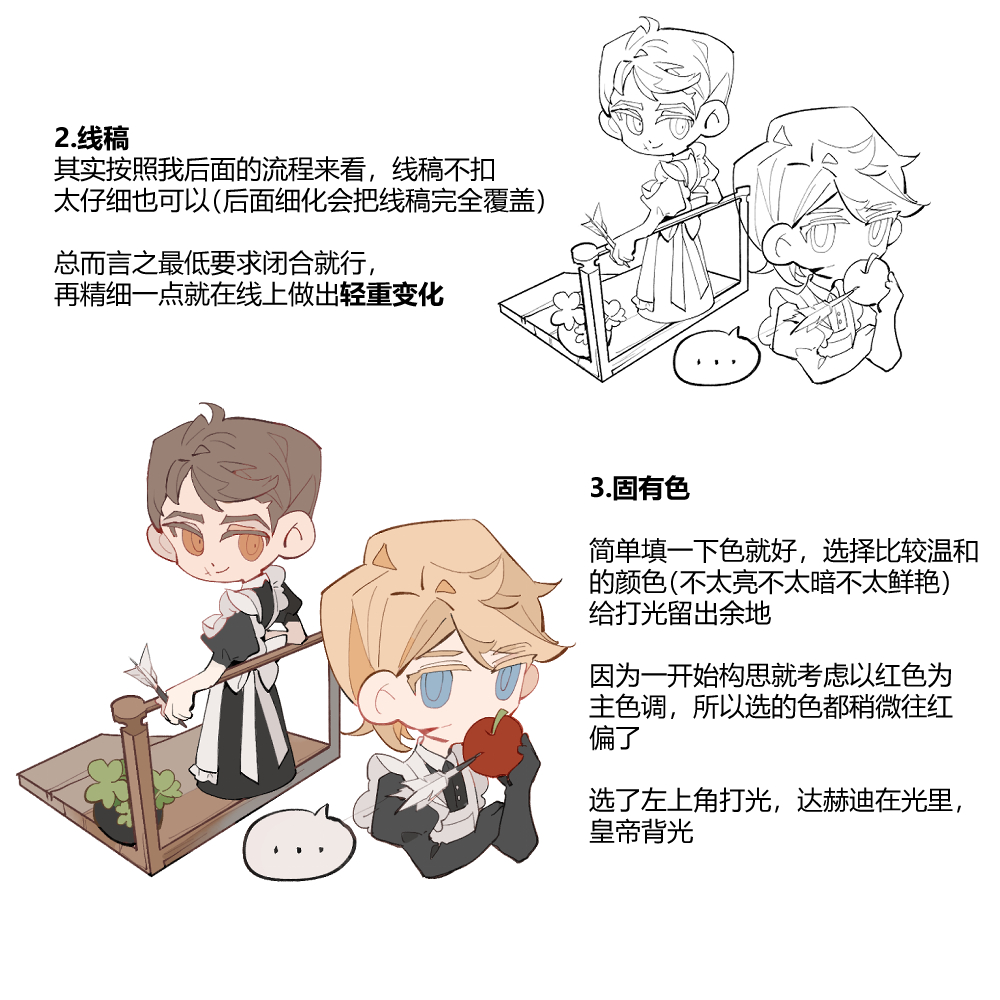 2.线稿
其实按照我后面的流程来看，线稿不扣
太仔细也可以（后面细化会把线稿完全覆盖）
总而言之最低要求闭合就行，
再精细一点就在线上做出轻重变化
3.固有色
简单填一下色就好，选择比较温和
的颜色（不太亮不太暗不太鲜艳）
给打光留出余地
因为一开始构思就考虑以红色为
主色调，所以选的色都稍微往红
偏了
选了左上角打光，达赫迪在光里，
皇帝背光